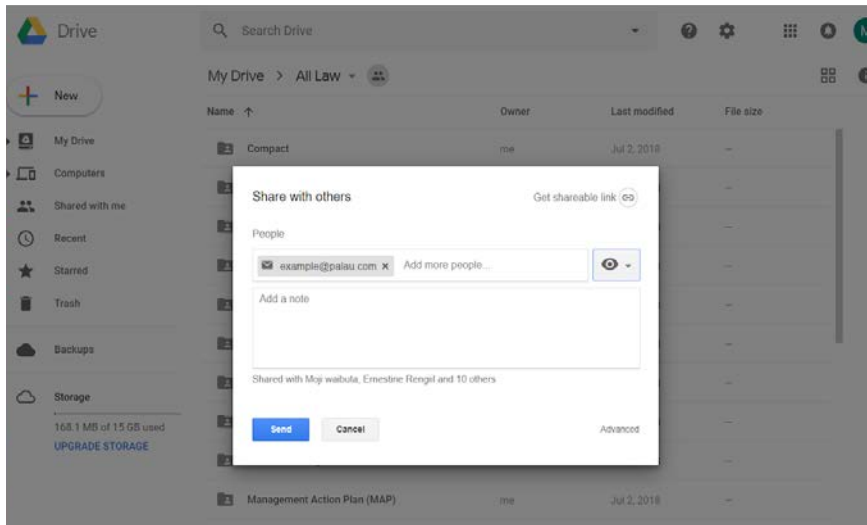 Drive
Search Drive
M
My Drive > All Law
New
Name ↑ Owner Last modified File size
My Drive
Compact me Jul 2, 2018 —
Computers
Share with others Get shareable link
Shared with me
People
Recent
example@palau.com × Add more people...
Starred
Add a note
Trash
Backups
Shared with Moji waibula, Ernestine Rengiil and 10 others
Storage
168.1 MB of 15 GB used
Send Cancel Advanced
UPGRADE STORAGE
Management Action Plan (MAP) me Jul 2, 2018 —